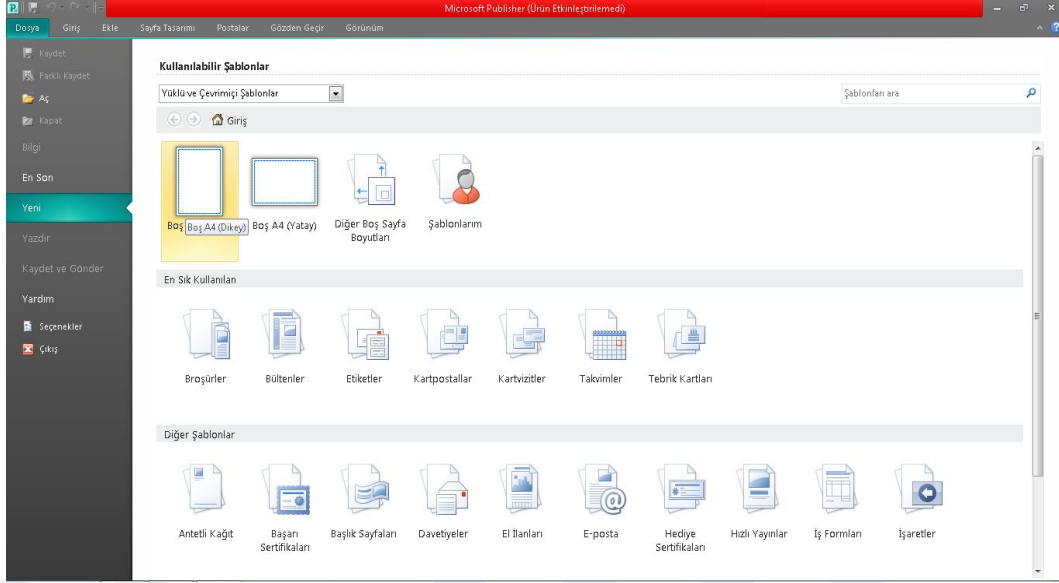 Microsoft Publisher (Ürün Etkinleştirilemedi)
Dosya Giriş Ekle Sayfa Tasarımı Postalar Gözden Geçir Görünüm
Kaydet
Farklı Kaydet
Aç
Kapat
Bilgi
En Son
Yeni
Yazdır
Kaydet ve Gönder
Yardım
Seçenekler
Çıkış
Kullanılabilir Şablonlar
Yüklü ve Çevrimiçi Şablonlar
Şablonları ara
Giriş
Boş
Boş A4 (Dikey)
Boş A4 (Yatay)
Diğer Boş Sayfa
Boyutları
Şablonlarım
En Sık Kullanılan
Broşürler Bültenler Etiketler Kartpostallar Kartvizitler Takvimler Tebrik Kartları
Diğer Şablonlar
Antetli Kağıt
Başarı
Sertifikaları
Başlık Sayfaları
Davetiyeler
El İlanları
E-posta
Hediye
Sertifikaları
Hızlı Yayınlar
İş Formları
İşaretler